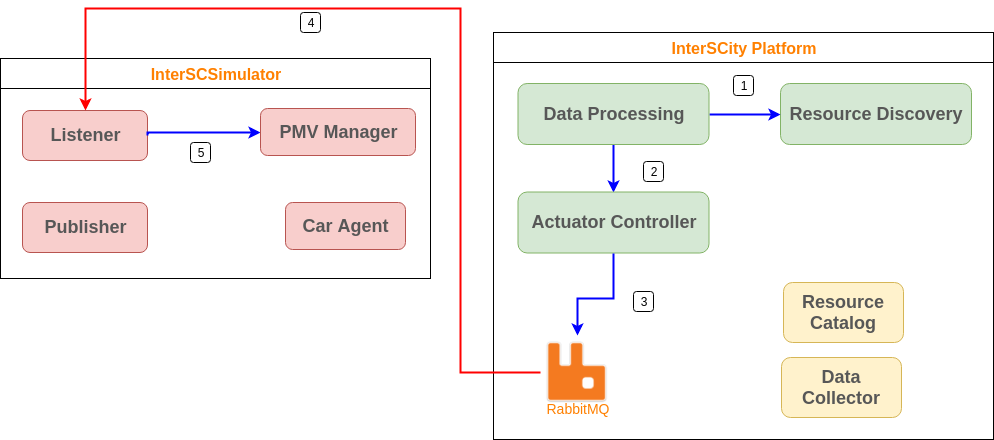 4
InterSCity Platform
InterSCSimulator
1
Data Processing
Resource Discovery
Listener
PMV Manager
5
2
Publisher
Car Agent
Actuator Controller
3
Resource
Catalog
Data
Collector
RabbitMQ